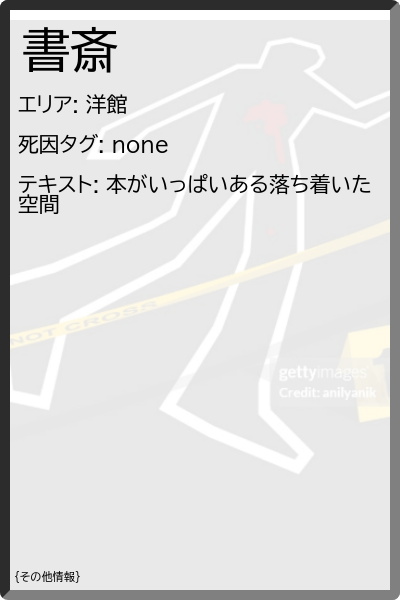 書斎
エリア: 洋館
死因タグ: none
テキスト: 本がいっぱいある落ち着いた
空間
NOT CROSS
gettyimages
Credit: anilyanik
{その他情報}